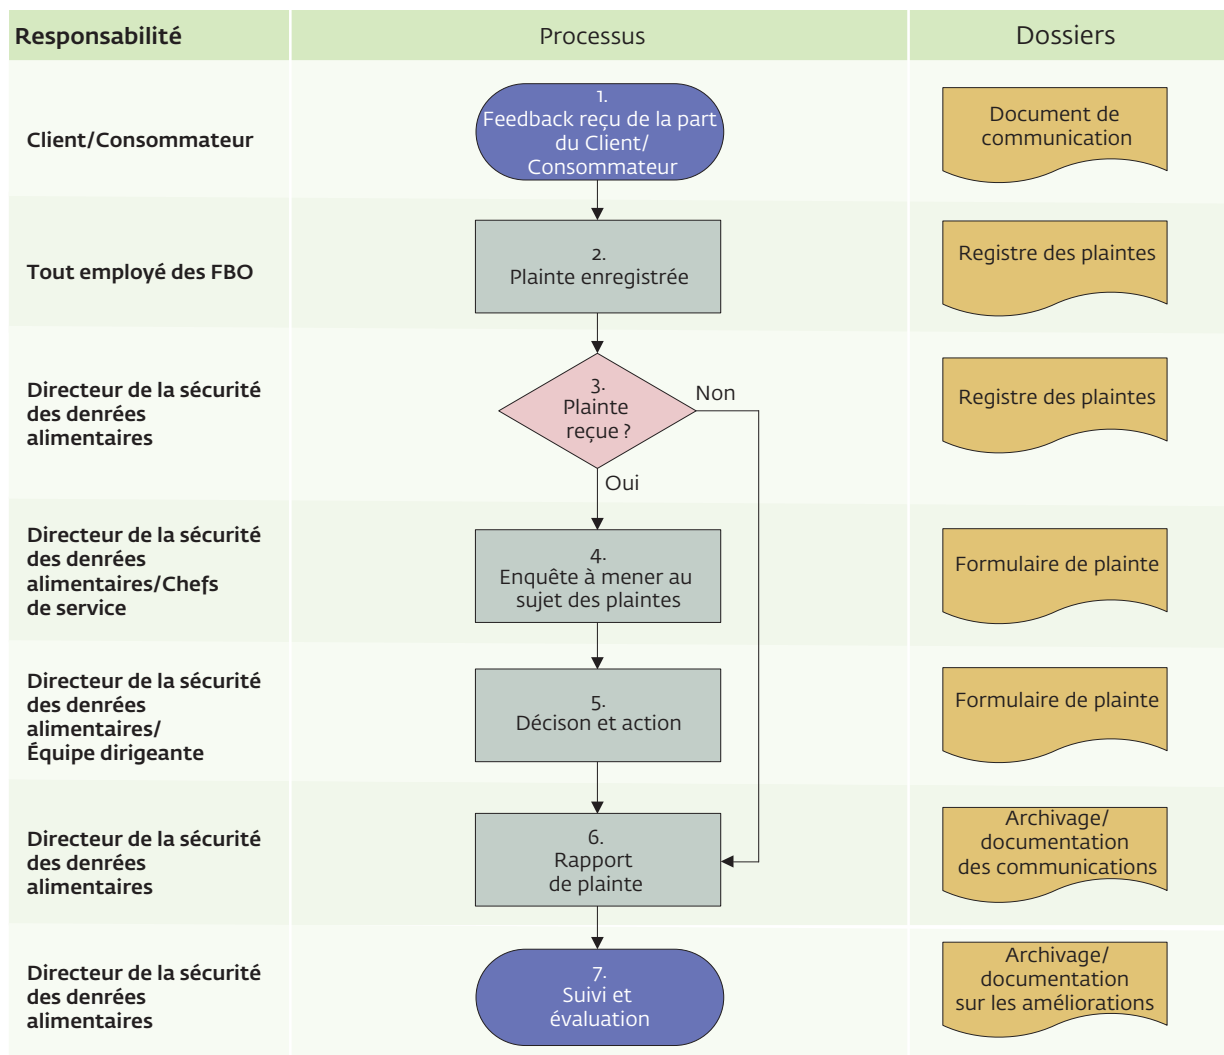 Responsabilité
Processus
Dossiers
Client/Consommateur
1.
Feedback reçu de la part
du Client/
Consommateur
Document de
communication
Tout employé des FBO
2.
Plainte enregistrée
Registre des plaintes
Directeur de la sécurité
des denrées
alimentaires
3.
Plainte
reçue ?
Non
Oui
Registre des plaintes
Directeur de la sécurité
des denrées
alimentaires/Chefs
de service
4.
Enquête à mener au
sujet des plaintes
Formulaire de plainte
Directeur de la sécurité
des denrées
alimentaires/
Équipe dirigeante
5.
Décison et action
Formulaire de plainte
Directeur de la sécurité
des denrées
alimentaires
6.
Rapport
de plainte
Archivage/
documentation
des communications
Directeur de la sécurité
des denrées
alimentaires
7.
Suivi et
évaluation
Archivage/
documentation
sur les améliorations